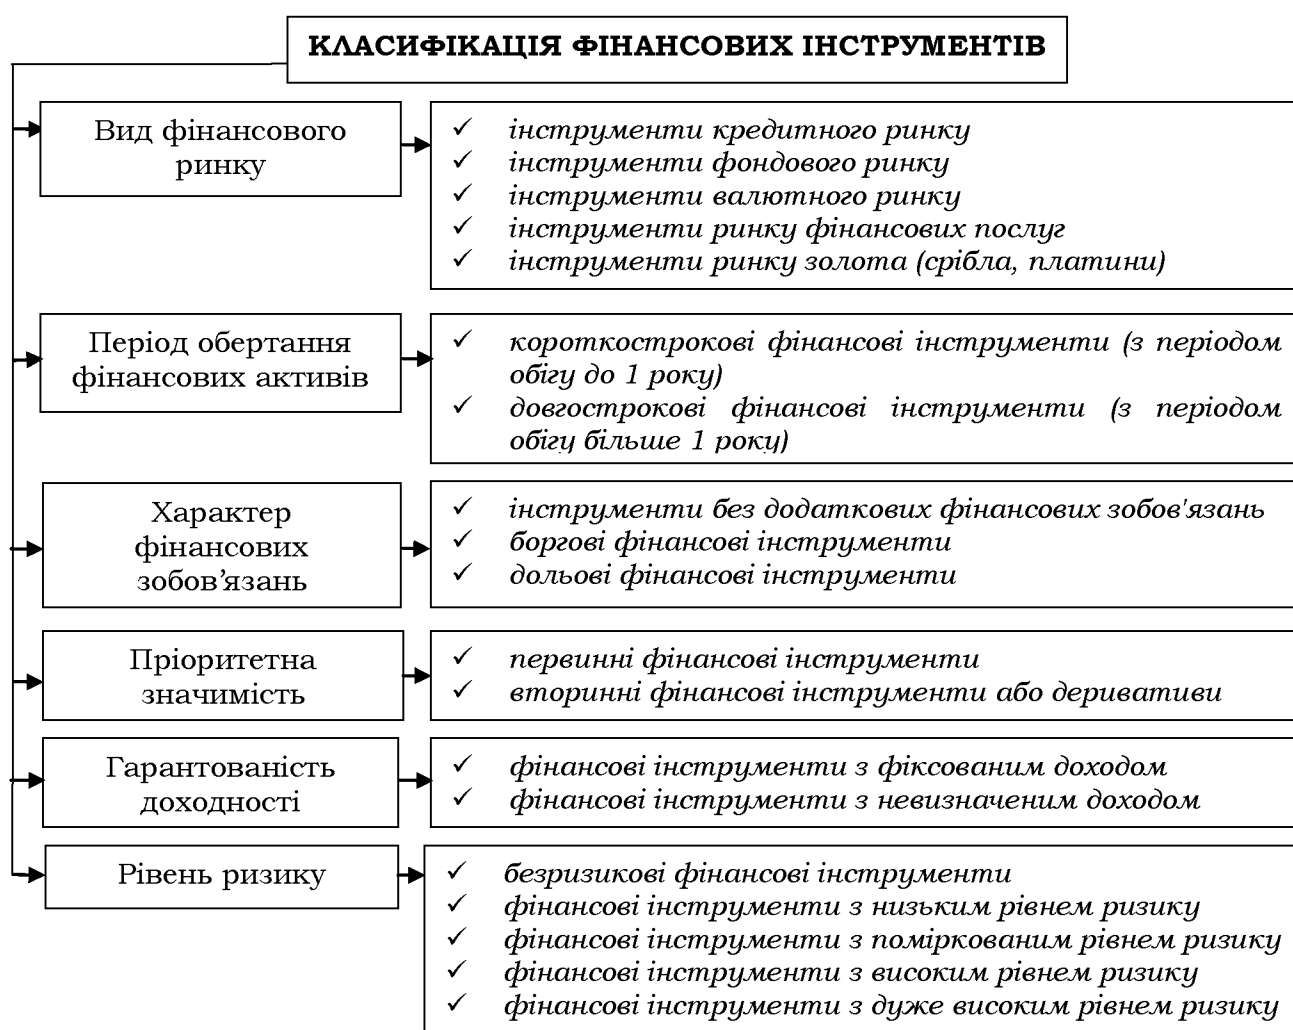 КЛАСИФІКАЦІЯ ФІНАНСОВИХ ІНСТРУМЕНТІВ
Вид фінансового
ринку
✓ інструменти кредитного ринку
✓ інструменти фондового ринку
✓ інструменти валютного ринку
✓ інструменти ринку фінансових послуг
✓ інструменти ринку золота (срібла, платини)
Період обертання
фінансових активів
✓ короткострокові фінансові інструменти (з періодом
обігу до 1 року)
✓ довгострокові фінансові інструменти (з періодом
обігу більше 1 року)
Характер
фінансових
зобов’язань
✓ інструменти без додаткових фінансових зобов'язань
✓ боргові фінансові інструменти
✓ дольові фінансові інструменти
Пріоритетна
значимість
✓ первинні фінансові інструменти
✓ вторинні фінансові інструменти або деривативи
Гарантованість
доходності
✓ фінансові інструменти з фіксованим доходом
✓ фінансові інструменти з невизначеним доходом
Рівень ризику
✓ безризикові фінансові інструменти
✓ фінансові інструменти з низьким рівнем ризику
✓ фінансові інструменти з поміркованим рівнем ризику
✓ фінансові інструменти з високим рівнем ризику
✓ фінансові інструменти з дуже високим рівнем ризику